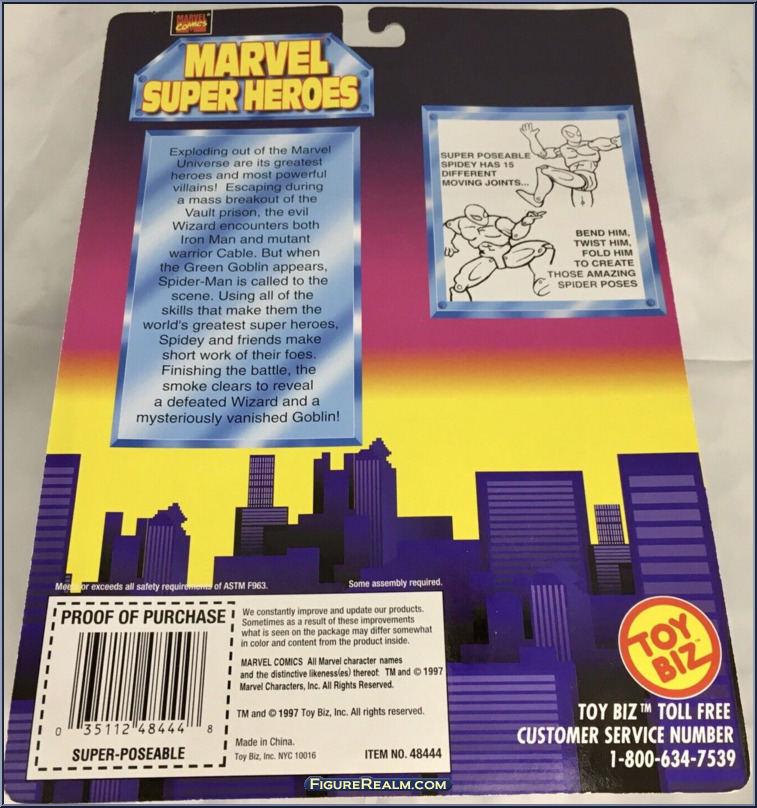 MARVEL
COMICS
MARVEL
SUPER HEROES
Exploding out of the Marvel
Universe are its greatest
heroes and most powerful
villains! Escaping during
a mass breakout of the
Vault prison, the evil
Wizard encounters both
Iron Man and mutant
warrior Cable. But when
the Green Goblin appears,
Spider-Man is called to the
scene. Using all of the
skills that make them the
world's greatest super heroes,
Spidey and friends make
short work of their foes.
Finishing the battle, the
smoke clears to reveal
a defeated Wizard and a
mysteriously vanished Goblin!
SUPER POSEABLE
SPIDEY HAS 15
DIFFERENT
MOVING JOINTS...
BEND HIM,
TWIST HIM,
FOLD HIM
TO CREATE
THOSE AMAZING
SPIDER POSES
Meets or exceeds all safety requirements of ASTM F963.
Some assembly required.
PROOF OF PURCHASE
0 35112 48444 8
SUPER-POSEABLE
We constantly improve and update our products.
Sometimes as a result of these improvements
what is seen on the package may differ somewhat
in color and content from the product inside.
MARVEL COMICS All Marvel character names
and the distinctive likeness(es) thereof: TM and © 1997
Marvel Characters, Inc. All Rights Reserved.
TM and © 1997 Toy Biz, Inc. All rights reserved.
Made in China.
Toy Biz, Inc. NYC 10016
ITEM NO. 48444
TOY
BIZ
TOY BIZ™ TOLL FREE
CUSTOMER SERVICE NUMBER
1-800-634-7539
FIGUREREALM.COM